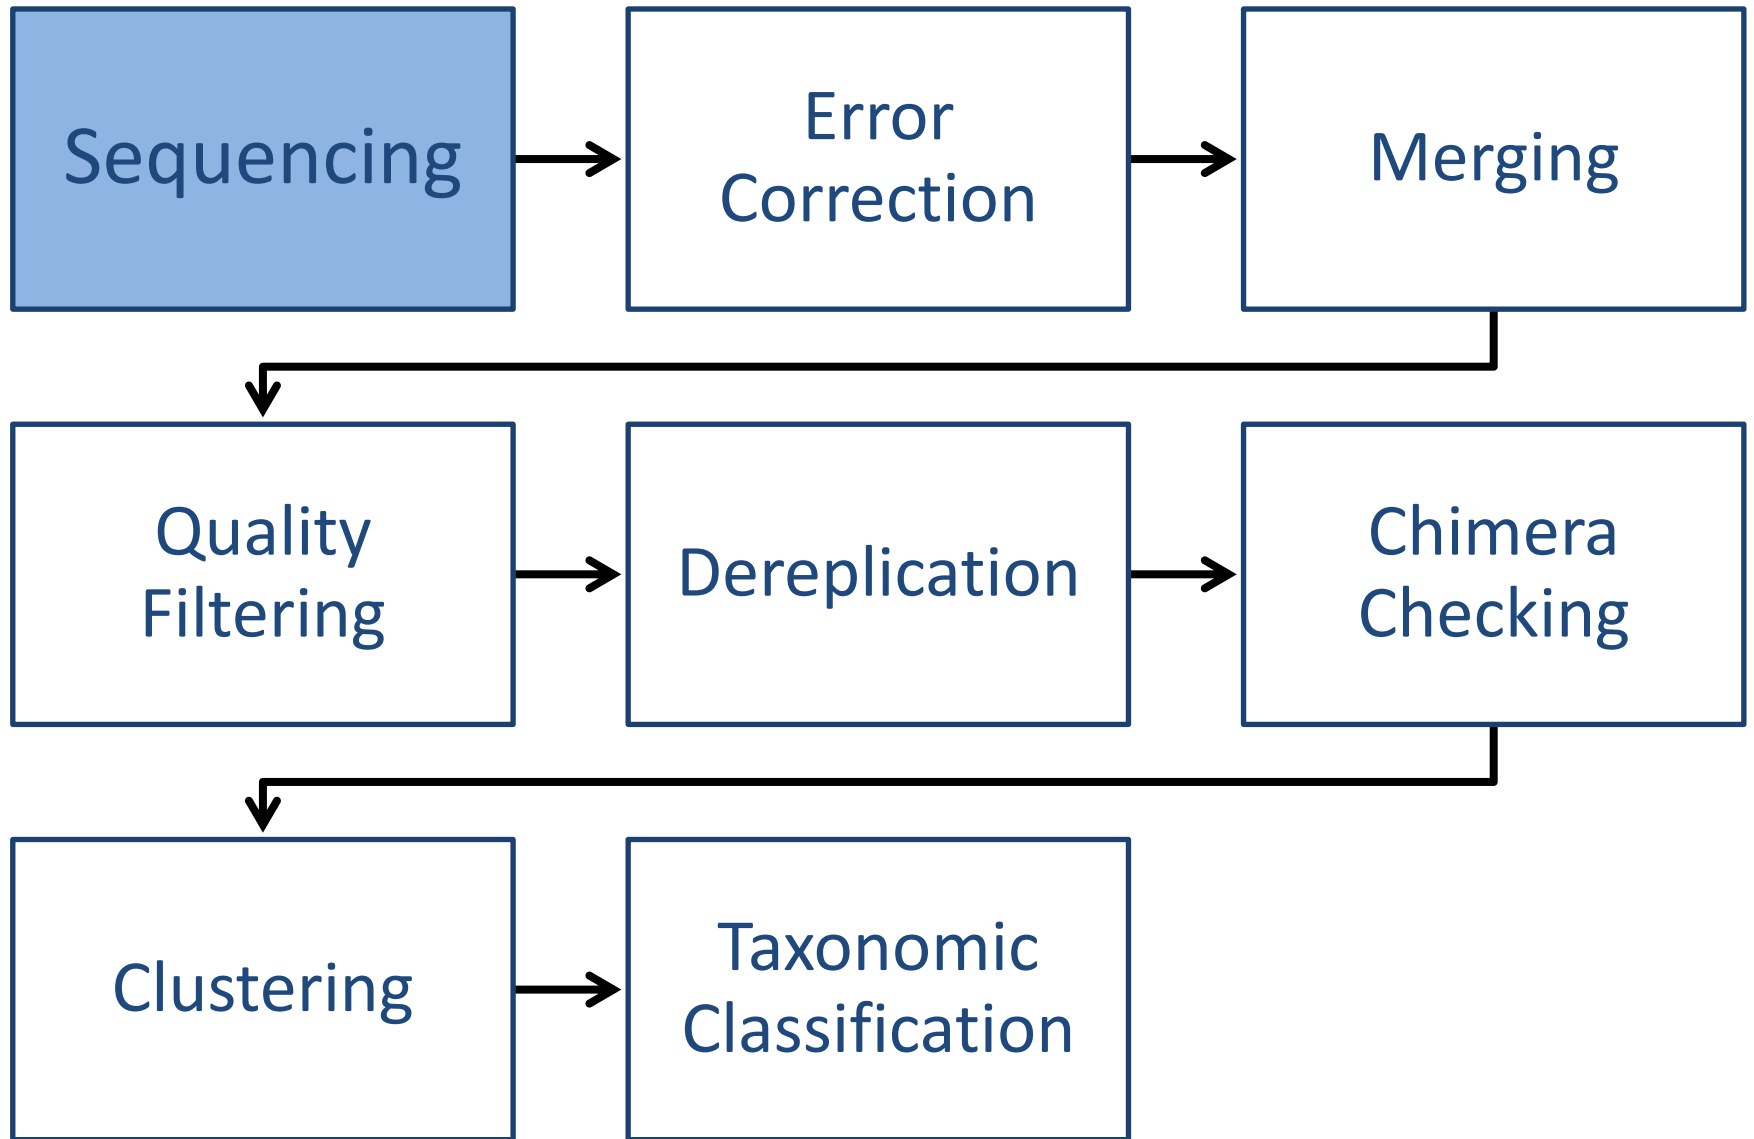 Sequencing
Error
Correction
Merging
Quality
Filtering
Dereplication
Chimera
Checking
Clustering
Taxonomic
Classification